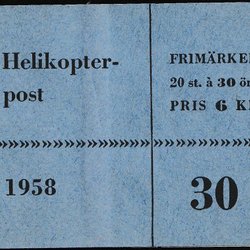 Helikopter-
post
1958
FRIMÄRKE
20 st. à 30 ör
PRIS 6 K
30